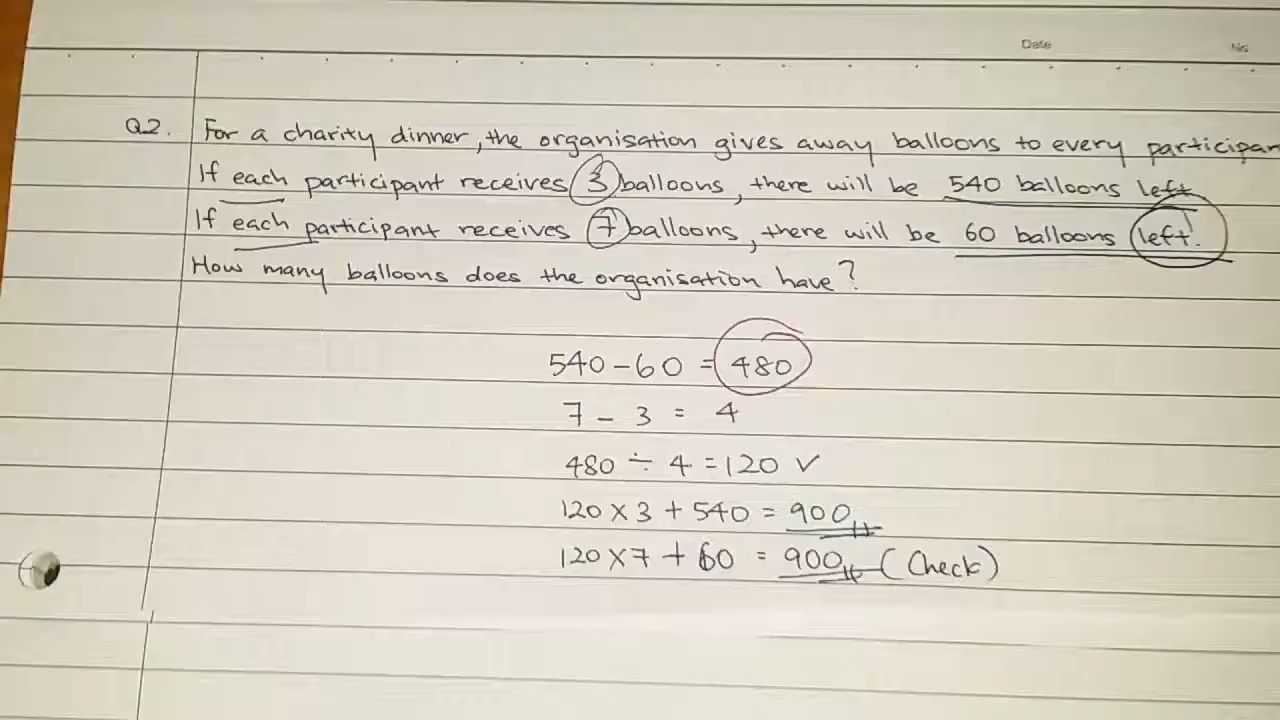 Date
No
Q2. For a charity dinner, the organisation gives away balloons to every participan
If each participant receives 3 balloons, there will be 540 balloons left
If each participant receives 7 balloons, there will be 60 balloons left.
How many balloons does the organisation have?
540 - 60 = 480
7 - 3 = 4
480 ÷ 4 = 120 ✓
120 × 3 + 540 = 900
120 × 7 + 60 = 900 (Check)